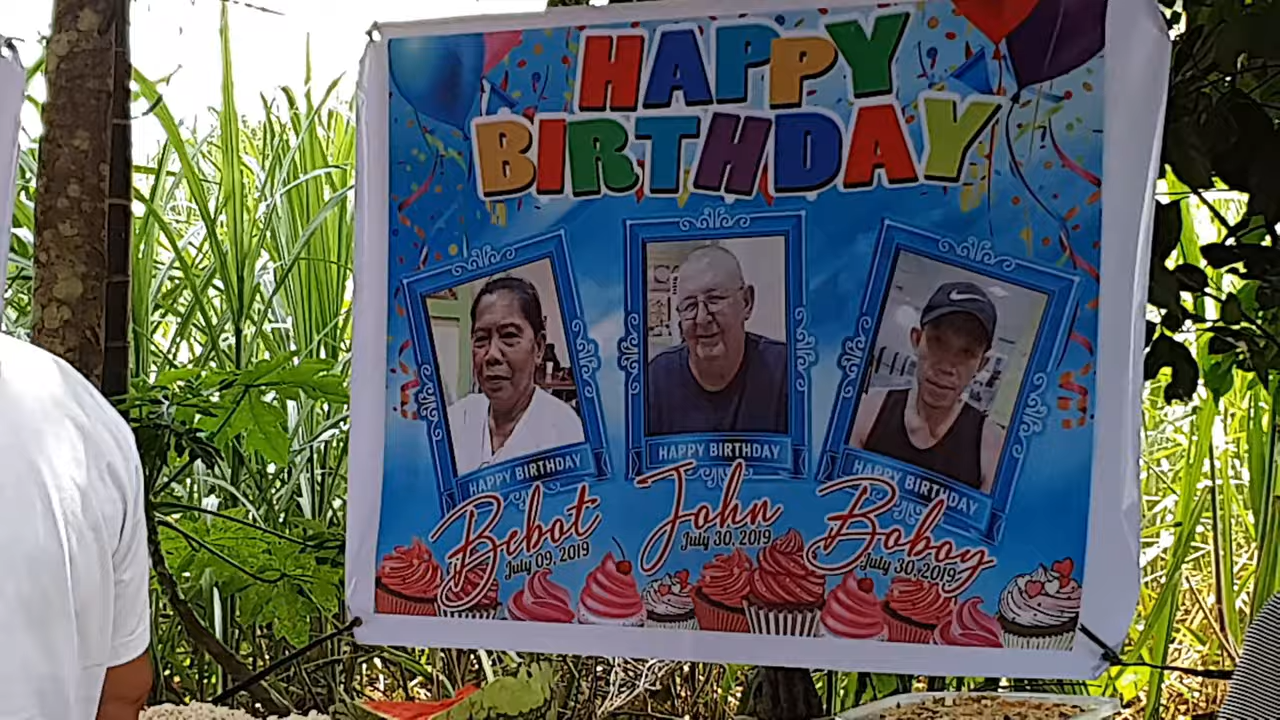 HAPPY
BIRTHDAY
HAPPY BIRTHDAY
HAPPY BIRTHDAY
HAPPY BIRTHDAY
Bebot
July 09, 2019
John
July 30, 2019
Boboy
July 30, 2019